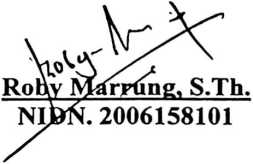 Roby Marrung, S.Th.
NIDN. 2006158101